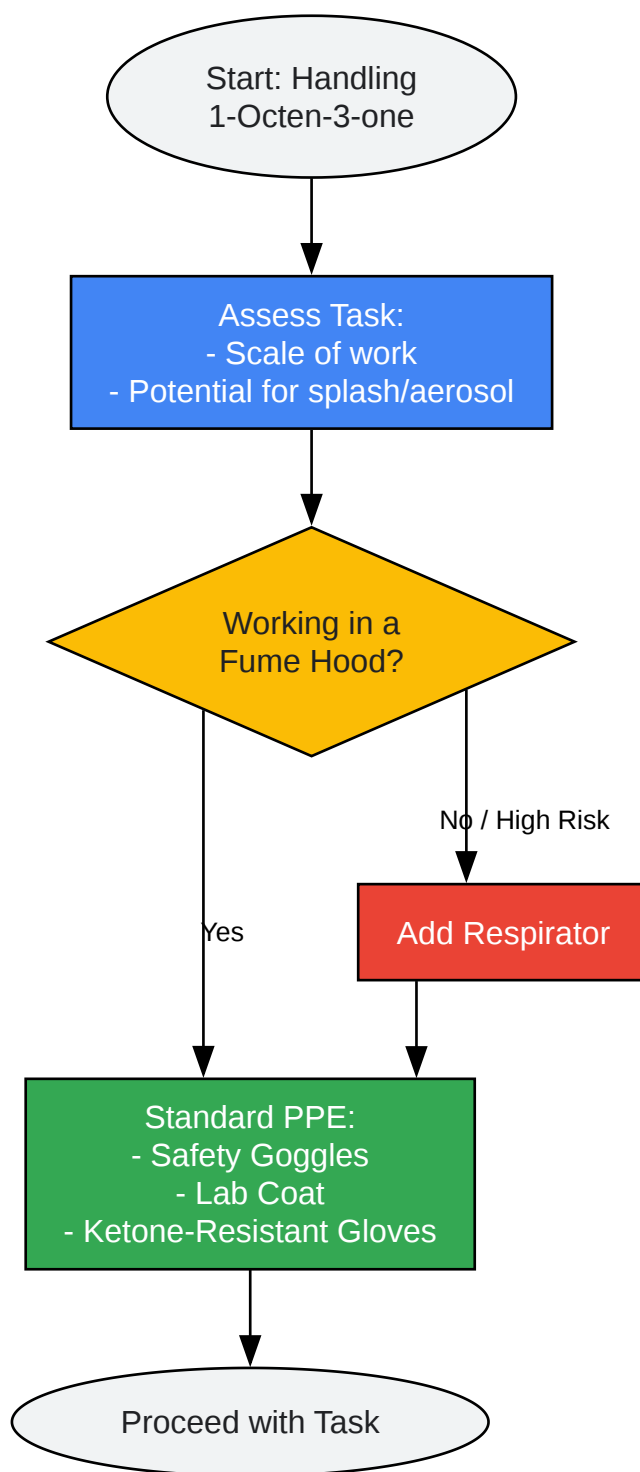 Start: Handling
1-Octen-3-one
Assess Task:
- Scale of work
- Potential for splash/aerosol
Working in a
Fume Hood?
No / High Risk
Yes
Add Respirator
Standard PPE:
- Safety Goggles
- Lab Coat
- Ketone-Resistant Gloves
Proceed with Task